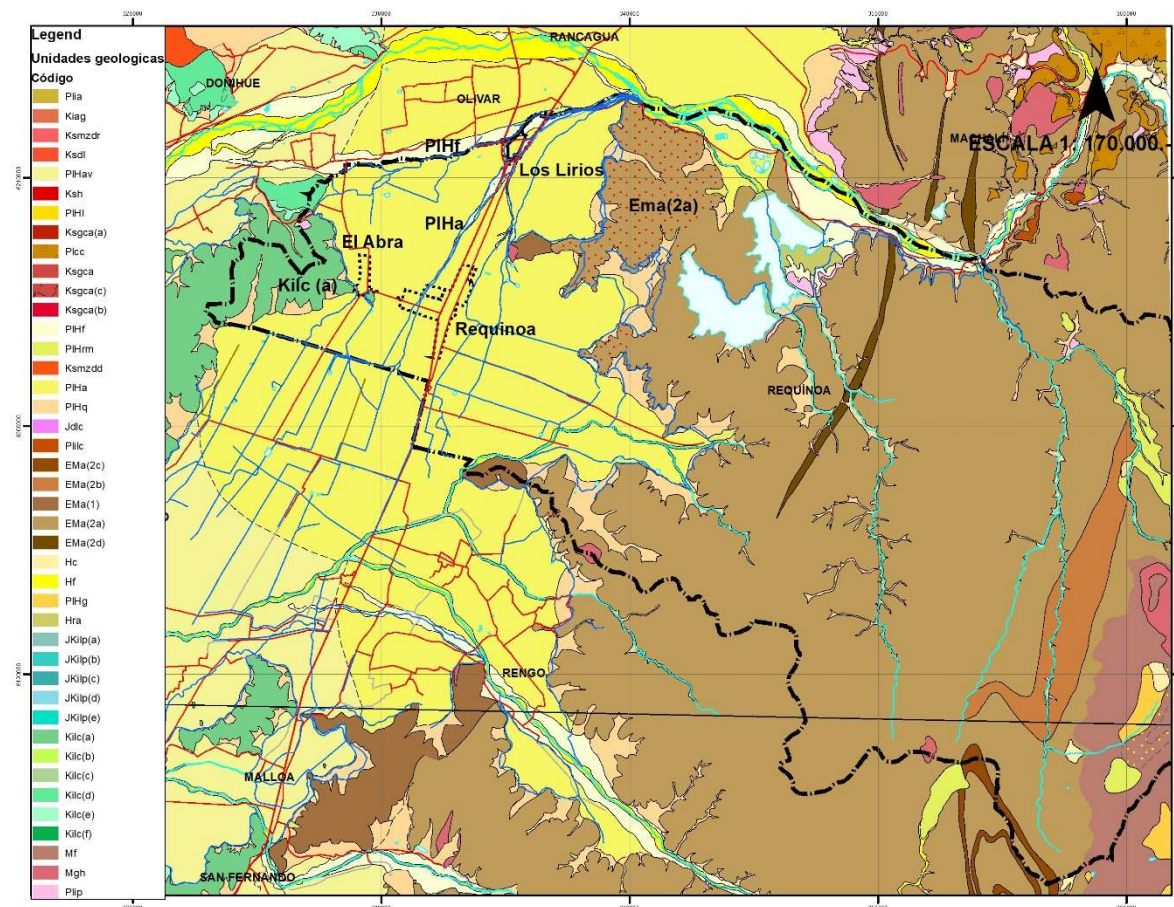 Legend
Unidades geologicas
Código
Plia
Kiag
Ksmzdr
Ksdl
PlHav
Ksh
PlHl
Ksgca(a)
Plcc
Ksgca
Ksgca(c)
Ksgca(b)
PlHf
PlHrm
Ksmzdd
PlHa
PlHq
Jdlc
Plilc
EMa(2c)
EMa(2b)
EMa(1)
EMa(2a)
EMa(2d)
Hc
Hf
PlHg
Hra
JKilp(a)
JKilp(b)
JKilp(c)
JKilp(d)
JKilp(e)
Kilc(a)
Kilc(b)
Kilc(c)
Kilc(d)
Kilc(e)
Kilc(f)
Mf
Mgh
Plip
RANCAGUA
N
DOÑIHUE
OLIVAR
ESCALA 1: 170.000.
PlHf
Los Lirios
Ema(2a)
PlHa
El Abra
Kilc (a)
Requinoa
REQUÍNOA
RENGO
MALLOA
SAN FERNANDO